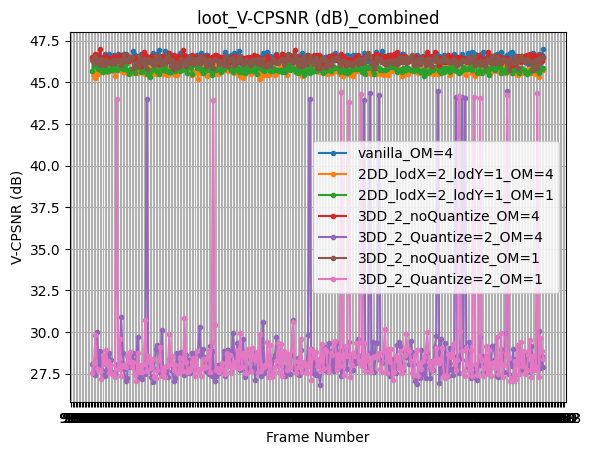 loot_V-CPSNR (dB)_combined
V-CPSNR (dB)
47.5
45.0
42.5
40.0
37.5
35.0
32.5
30.0
27.5
vanilla_OM=4
2DD_lodX=2_lodY=1_OM=4
2DD_lodX=2_lodY=1_OM=1
3DD_2_noQuantize_OM=4
3DD_2_Quantize=2_OM=4
3DD_2_noQuantize_OM=1
3DD_2_Quantize=2_OM=1
Frame Number